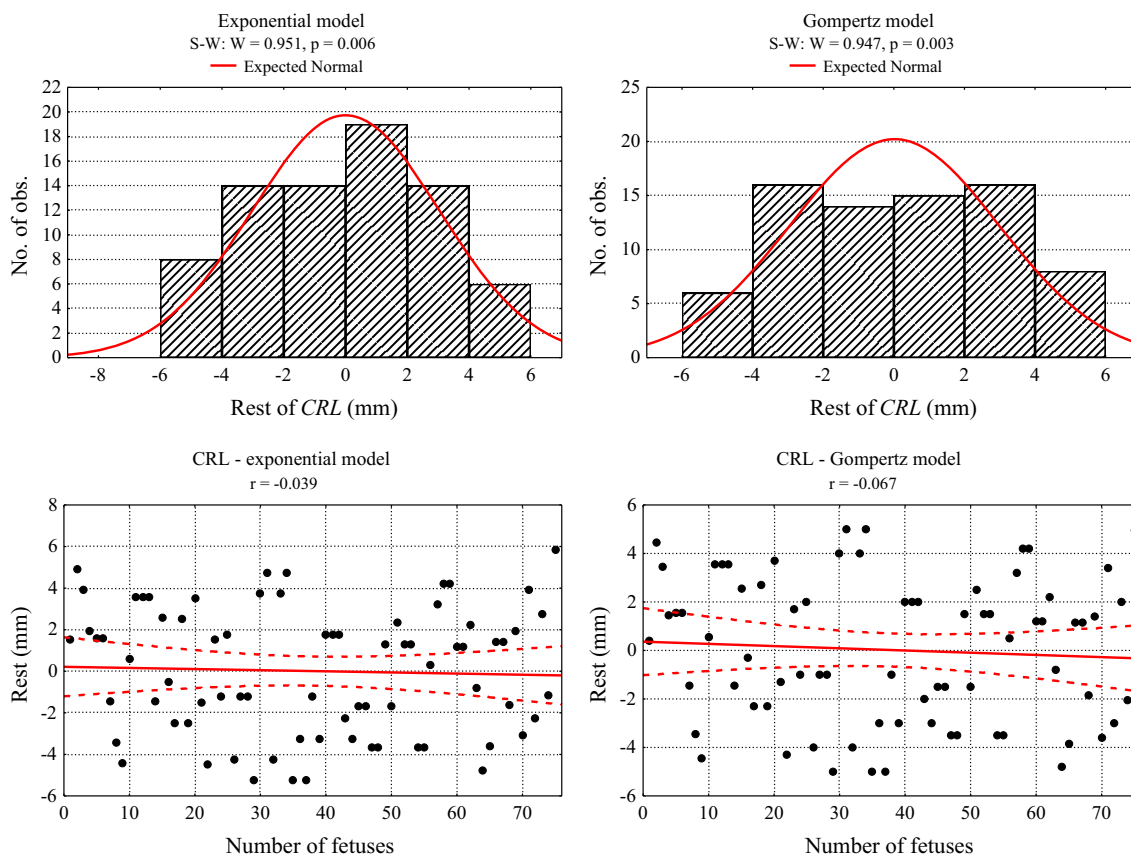 Exponential model
S-W: W = 0.951, p = 0.006
Expected Normal
22
20
18
16
14
12
10
8
6
4
2
0
No. of obs.
-8 -6 -4 -2 0 2 4 6
Rest of CRL (mm)
Gompertz model
S-W: W = 0.947, p = 0.003
Expected Normal
25
20
15
10
5
0
No. of obs.
-6 -4 -2 0 2 4 6
Rest of CRL (mm)
CRL - exponential model
r = -0.039
8
6
4
2
0
-2
-4
-6
Rest (mm)
0 10 20 30 40 50 60 70
Number of fetuses
CRL - Gompertz model
r = -0.067
6
4
2
0
-2
-4
-6
Rest (mm)
0 10 20 30 40 50 60 70
Number of fetuses